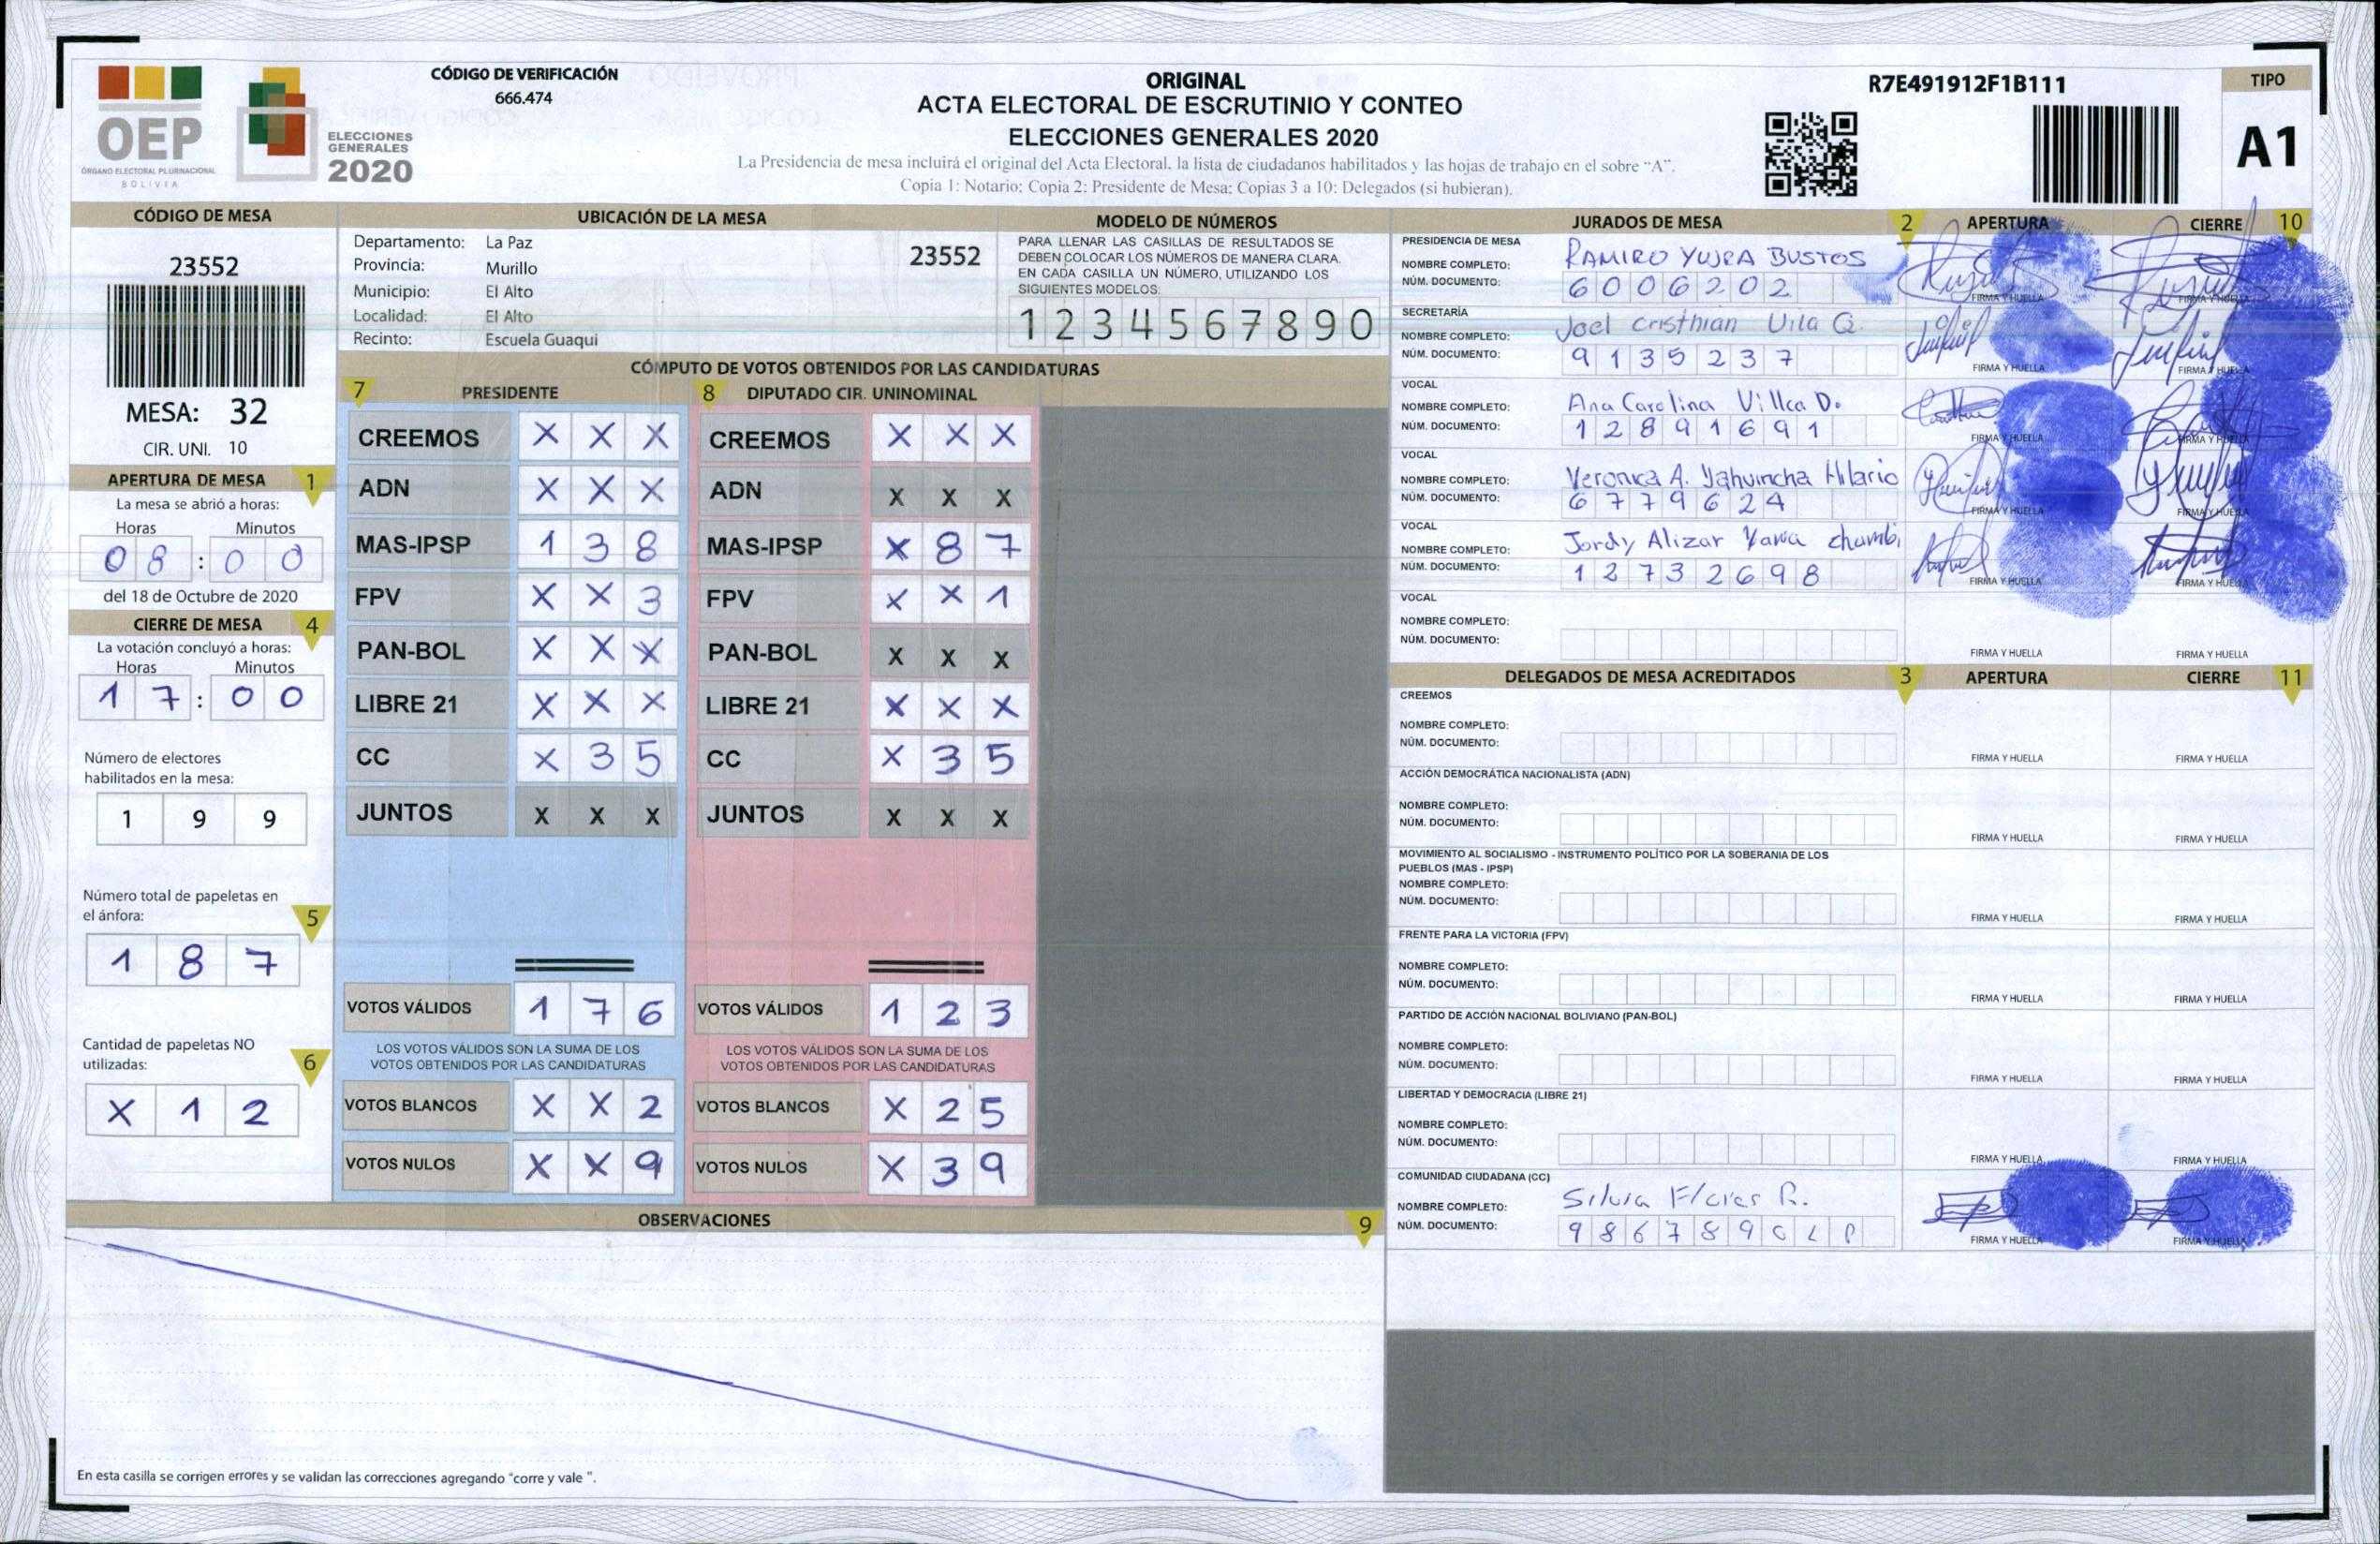 CÓDIGO DE VERIFICACIÓN
666.474
OEP
ÓRGANO ELECTORAL PLURINACIONAL
BOLIVIA
ELECCIONES
GENERALES
2020
ORIGINAL
ACTA ELECTORAL DE ESCRUTINIO Y CONTEO
ELECCIONES GENERALES 2020
La Presidencia de mesa incluirá el original del Acta Electoral, la lista de ciudadanos habilitados y las hojas de trabajo en el sobre “A”.
Copia 1: Notario; Copia 2: Presidente de Mesa; Copias 3 a 10: Delegados (si hubieran).
R7E491912F1B111
TIPO
A1
CÓDIGO DE MESA
23552
MESA: 32
CIR. UNI. 10
APERTURA DE MESA 1
La mesa se abrió a horas:
Horas Minutos
08 : 00
del 18 de Octubre de 2020
CIERRE DE MESA 4
La votación concluyó a horas:
Horas Minutos
17 : 00
Número de electores
habilitados en la mesa:
1 9 9
Número total de papeletas en
el ánfora: 5
1 8 7
Cantidad de papeletas NO
utilizadas: 6
X 1 2
UBICACIÓN DE LA MESA
Departamento: La Paz
23552
Provincia: Murillo
Municipio: El Alto
Localidad: El Alto
Recinto: Escuela Guaqui
MODELO DE NÚMEROS
PARA LLENAR LAS CASILLAS DE RESULTADOS SE
DEBEN COLOCAR LOS NÚMEROS DE MANERA CLARA.
EN CADA CASILLA UN NÚMERO, UTILIZANDO LOS
SIGUIENTES MODELOS:
1 2 3 4 5 6 7 8 9 0
CÓMPUTO DE VOTOS OBTENIDOS POR LAS CANDIDATURAS
7 PRESIDENTE
CREEMOS X X X
ADN X X X
MAS-IPSP 1 3 8
FPV X X 3
PAN-BOL X X X
LIBRE 21 X X X
CC X 3 5
JUNTOS X X X
VOTOS VÁLIDOS 1 7 6
LOS VOTOS VÁLIDOS SON LA SUMA DE LOS
VOTOS OBTENIDOS POR LAS CANDIDATURAS
VOTOS BLANCOS X X 2
VOTOS NULOS X X 9
8 DIPUTADO CIR. UNINOMINAL
CREEMOS X X X
ADN X X X
MAS-IPSP X 8 7
FPV X X 1
PAN-BOL X X X
LIBRE 21 X X X
CC X 3 5
JUNTOS X X X
VOTOS VÁLIDOS 1 2 3
LOS VOTOS VÁLIDOS SON LA SUMA DE LOS
VOTOS OBTENIDOS POR LAS CANDIDATURAS
VOTOS BLANCOS X 2 5
VOTOS NULOS X 3 9
OBSERVACIONES 9
En esta casilla se corrigen errores y se validan las correcciones agregando “corre y vale ”.
JURADOS DE MESA 2 APERTURA CIERRE 10
PRESIDENCIA DE MESA
NOMBRE COMPLETO: RAMIRO YUJRA BUSTOS
NÚM. DOCUMENTO: 6006202
FIRMA Y HUELLA FIRMA Y HUELLA
SECRETARÍA
NOMBRE COMPLETO: Joel Cristhian Vila Q.
NÚM. DOCUMENTO: 9135237
FIRMA Y HUELLA FIRMA Y HUELLA
VOCAL
NOMBRE COMPLETO: Ana Carolina Villca D.
NÚM. DOCUMENTO: 12891691
FIRMA Y HUELLA FIRMA Y HUELLA
VOCAL
NOMBRE COMPLETO: Veronica A. Hilario
NÚM. DOCUMENTO: 6779624
FIRMA Y HUELLA FIRMA Y HUELLA
VOCAL
NOMBRE COMPLETO: Jordy Alizar chambi
NÚM. DOCUMENTO: 12732698
FIRMA Y HUELLA FIRMA Y HUELLA
VOCAL
NOMBRE COMPLETO:
NÚM. DOCUMENTO:
FIRMA Y HUELLA FIRMA Y HUELLA
DELEGADOS DE MESA ACREDITADOS 3 APERTURA CIERRE 11
CREEMOS
NOMBRE COMPLETO:
NÚM. DOCUMENTO:
FIRMA Y HUELLA FIRMA Y HUELLA
ACCIÓN DEMOCRÁTICA NACIONALISTA (ADN)
NOMBRE COMPLETO:
NÚM. DOCUMENTO:
FIRMA Y HUELLA FIRMA Y HUELLA
MOVIMIENTO AL SOCIALISMO - INSTRUMENTO POLÍTICO POR LA SOBERANIA DE LOS
PUEBLOS (MAS - IPSP)
NOMBRE COMPLETO:
NÚM. DOCUMENTO:
FIRMA Y HUELLA FIRMA Y HUELLA
FRENTE PARA LA VICTORIA (FPV)
NOMBRE COMPLETO:
NÚM. DOCUMENTO:
FIRMA Y HUELLA FIRMA Y HUELLA
PARTIDO DE ACCIÓN NACIONAL BOLIVIANO (PAN-BOL)
NOMBRE COMPLETO:
NÚM. DOCUMENTO:
FIRMA Y HUELLA FIRMA Y HUELLA
LIBERTAD Y DEMOCRACIA (LIBRE 21)
NOMBRE COMPLETO:
NÚM. DOCUMENTO:
FIRMA Y HUELLA FIRMA Y HUELLA
COMUNIDAD CIUDADANA (CC)
NOMBRE COMPLETO: Silvia Flores R.
NÚM. DOCUMENTO:
FIRMA Y HUELLA FIRMA Y HUELLA